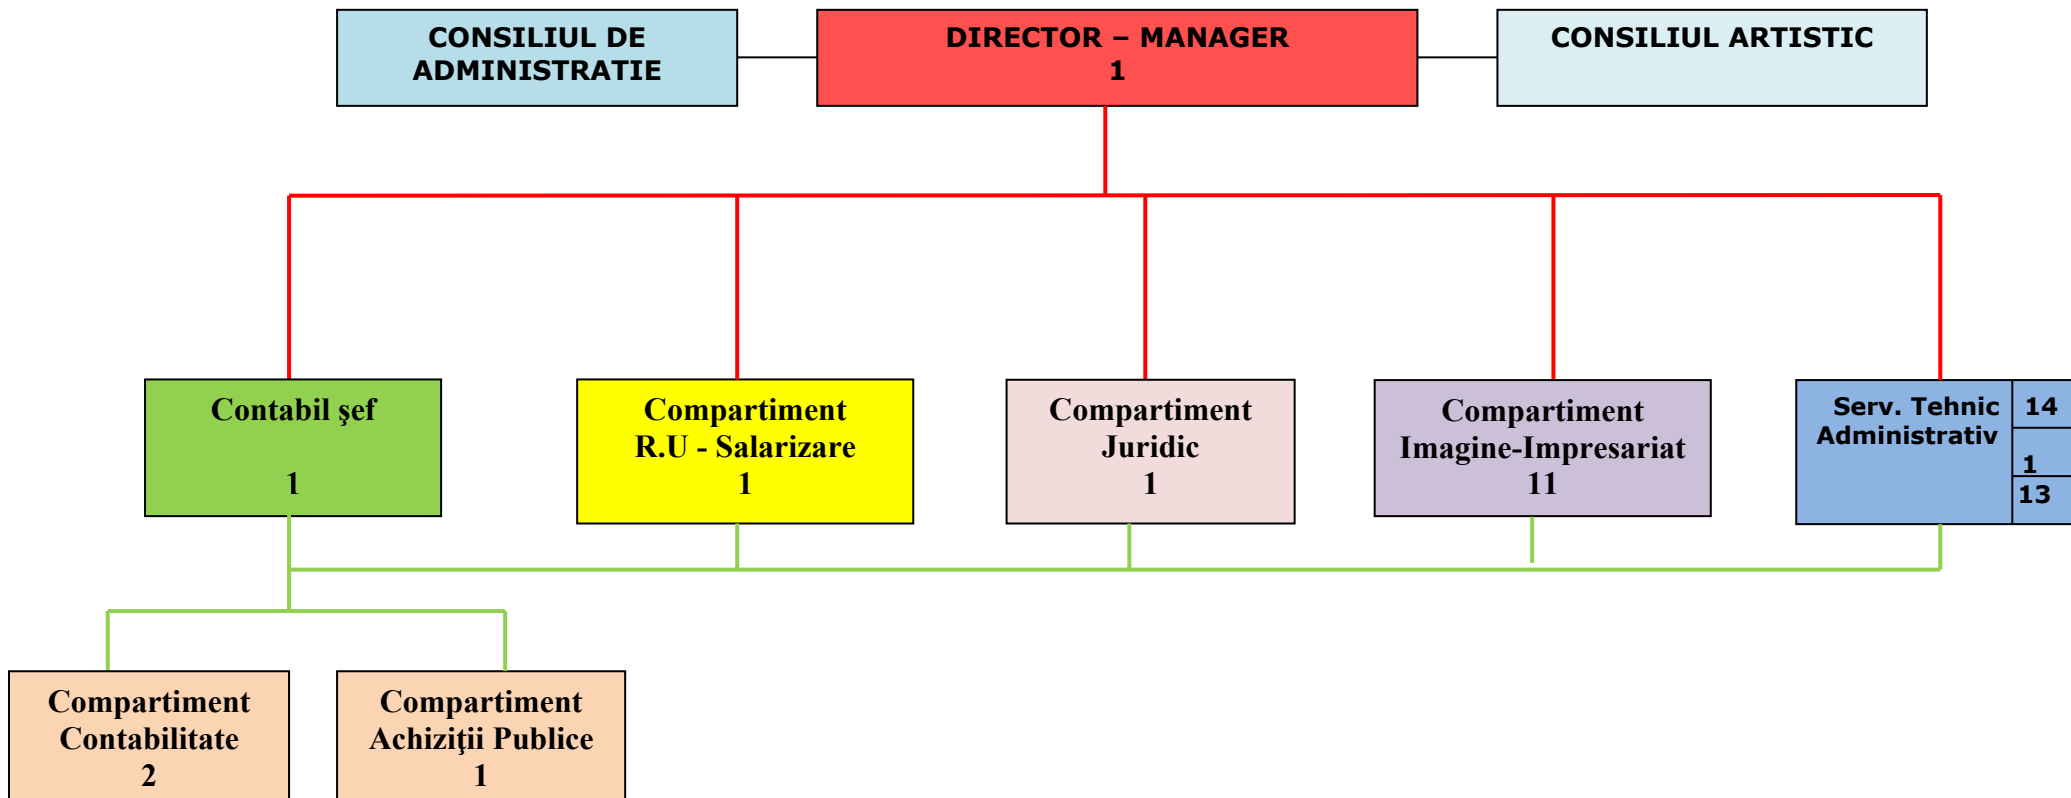 CONSILIUL DE
ADMINISTRATIE
DIRECTOR – MANAGER
1
CONSILIUL ARTISTIC
Contabil şef
1
Compartiment
R.U - Salarizare
1
Compartiment
Juridic
1
Compartiment
Imagine-Impresariat
11
Serv. Tehnic
Administrativ
14
1
13
Compartiment
Contabilitate
2
Compartiment
Achiziţii Publice
1